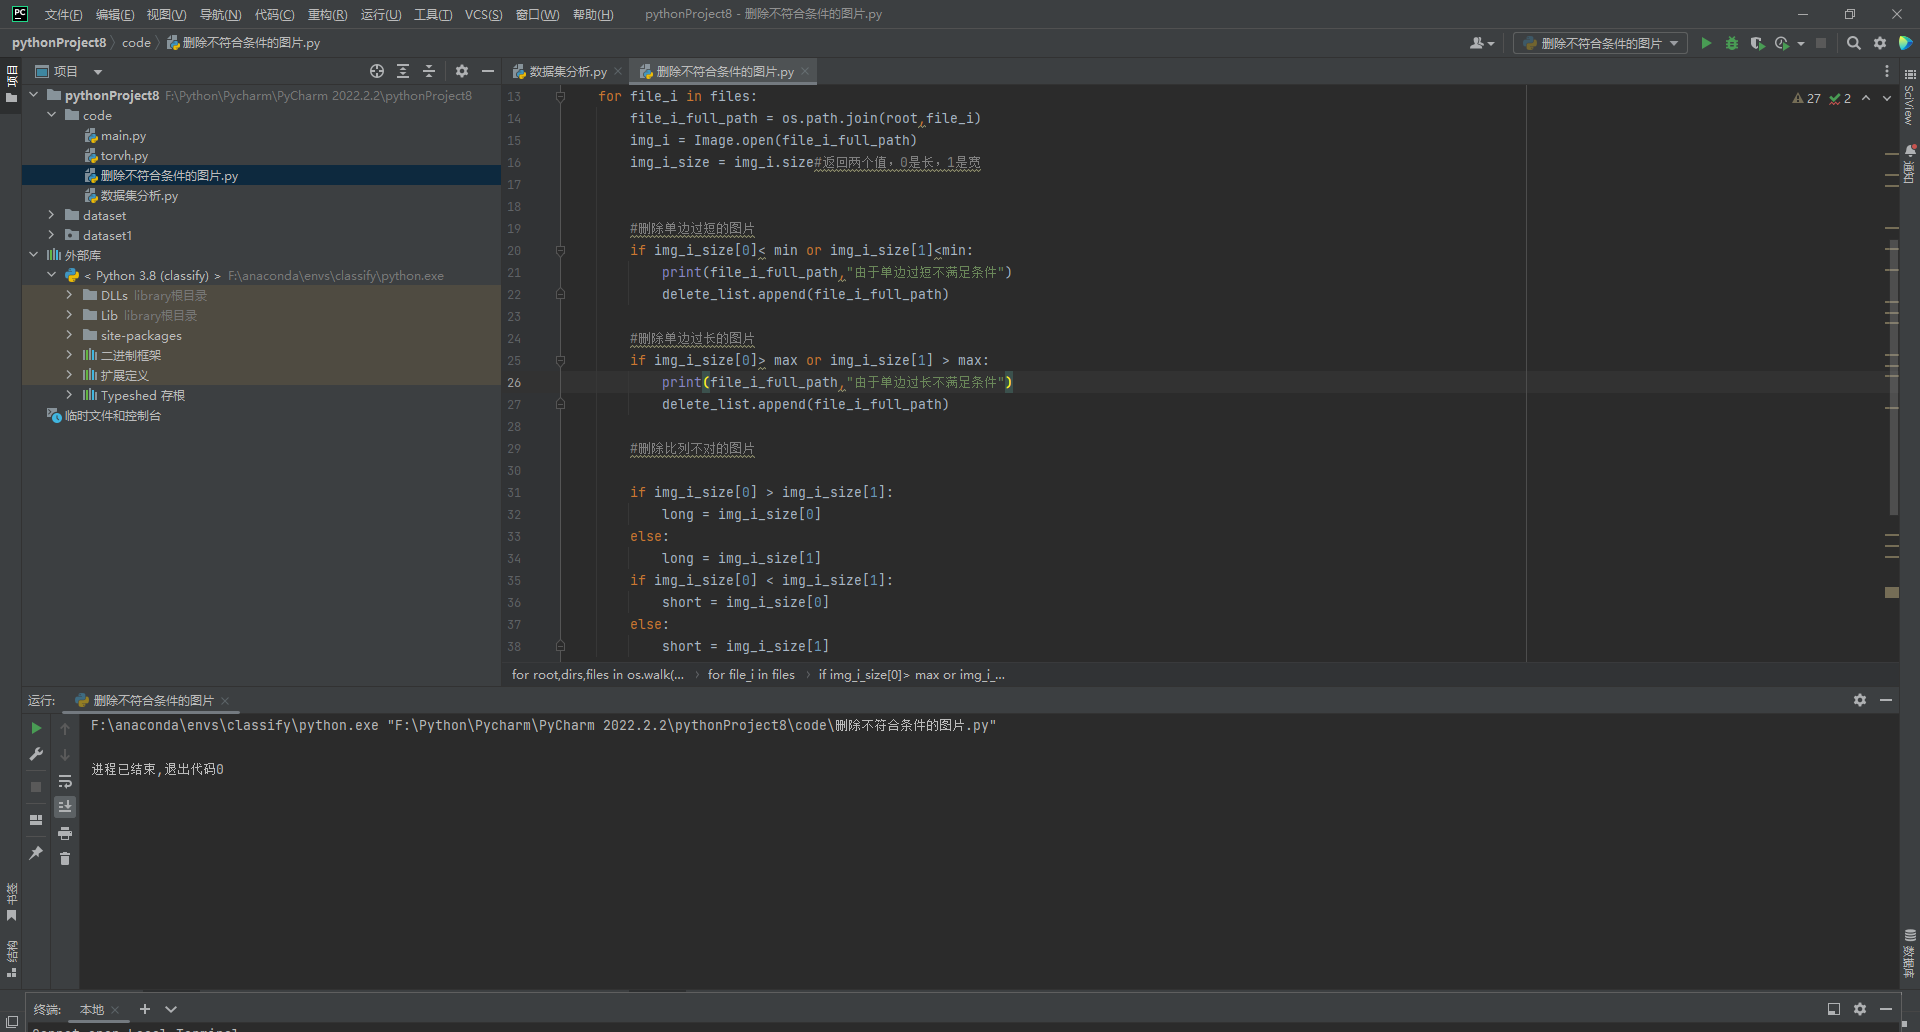 PC 文件(F) 编辑(E) 视图(V) 导航(N) 代码(C) 重构(R) 运行(U) 工具(T) VCS(S) 窗口(W) 帮助(H) pythonProject8 - 删除不符合条件的图片.py
pythonProject8 code 删除不符合条件的图片.py 删除不符合条件的图片
项目 数据集分析.py 删除不符合条件的图片.py
项目
pythonProject8 F:\Python\Pycharm\PyCharm 2022.2.2\pythonProject8
code
main.py
torvh.py
删除不符合条件的图片.py
数据集分析.py
dataset
dataset1
外部库
< Python 3.8 (classify) > F:\anaconda\envs\classify\python.exe
DLLs library根目录
Lib library根目录
site-packages
二进制框架
扩展定义
Typeshed 存根
临时文件和控制台
27 2
13 for file_i in files:
14 file_i_full_path = os.path.join(root,file_i)
15 img_i = Image.open(file_i_full_path)
16 img_i_size = img_i.size#返回两个值，0是长，1是宽
17
18
19 #删除单边过短的图片
20 if img_i_size[0]< min or img_i_size[1]<min:
21 print(file_i_full_path,"由于单边过短不满足条件")
22 delete_list.append(file_i_full_path)
23
24 #删除单边过长的图片
25 if img_i_size[0]> max or img_i_size[1] > max:
26 print(file_i_full_path,"由于单边过长不满足条件")
27 delete_list.append(file_i_full_path)
28
29 #删除比列不对的图片
30
31 if img_i_size[0] > img_i_size[1]:
32 long = img_i_size[0]
33 else:
34 long = img_i_size[1]
35 if img_i_size[0] < img_i_size[1]:
36 short = img_i_size[0]
37 else:
38 short = img_i_size[1]
for root,dirs,files in os.walk(... for file_i in files if img_i_size[0]> max or img_i_...
SciView
通知
数据库
运行: 删除不符合条件的图片
F:\anaconda\envs\classify\python.exe "F:\Python\Pycharm\PyCharm 2022.2.2\pythonProject8\code\删除不符合条件的图片.py"
进程已结束,退出代码0
书签
结构
终端: 本地
Cannot open Local Terminal